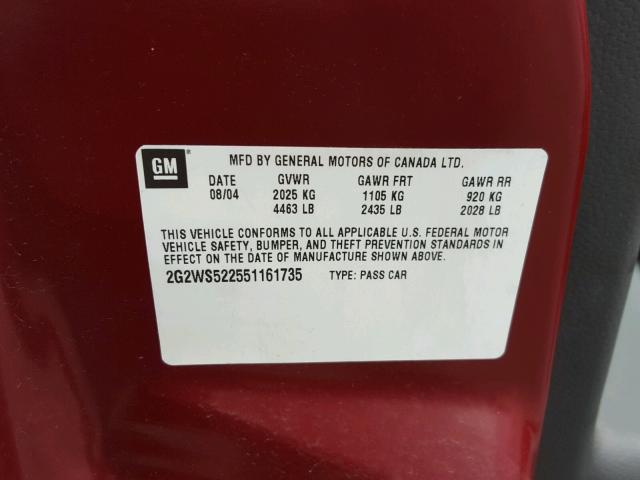 GM ®
MFD BY GENERAL MOTORS OF CANADA LTD.
DATE GVWR GAWR FRT GAWR RR
08/04 2025 KG 1105 KG 920 KG
4463 LB 2435 LB 2028 LB
THIS VEHICLE CONFORMS TO ALL APPLICABLE U.S. FEDERAL MOTOR
VEHICLE SAFETY, BUMPER, AND THEFT PREVENTION STANDARDS IN
EFFECT ON THE DATE OF MANUFACTURE SHOWN ABOVE.
2G2WS522551161735 TYPE: PASS CAR